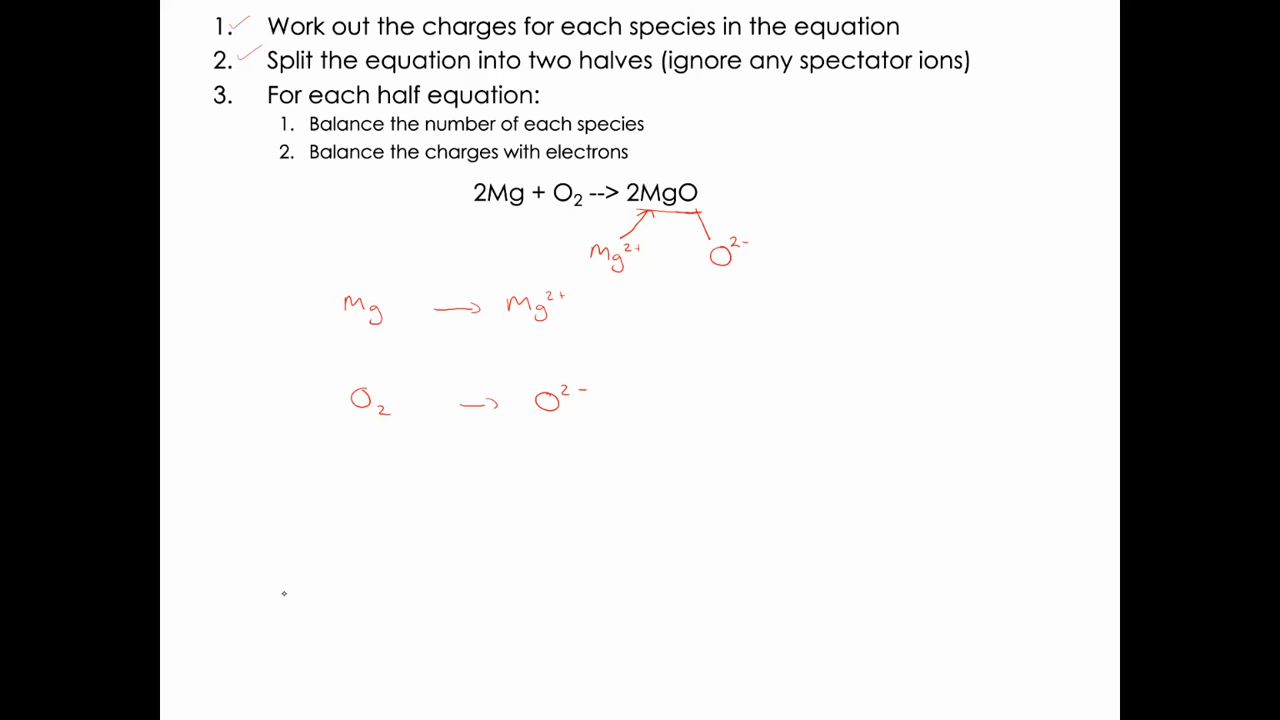 1. Work out the charges for each species in the equation
2. Split the equation into two halves (ignore any spectator ions)
3. For each half equation:
1. Balance the number of each species
2. Balance the charges with electrons
2Mg + O₂ --> 2MgO
Mg²⁺ O²⁻
Mg → Mg²⁺
O₂ → O²⁻